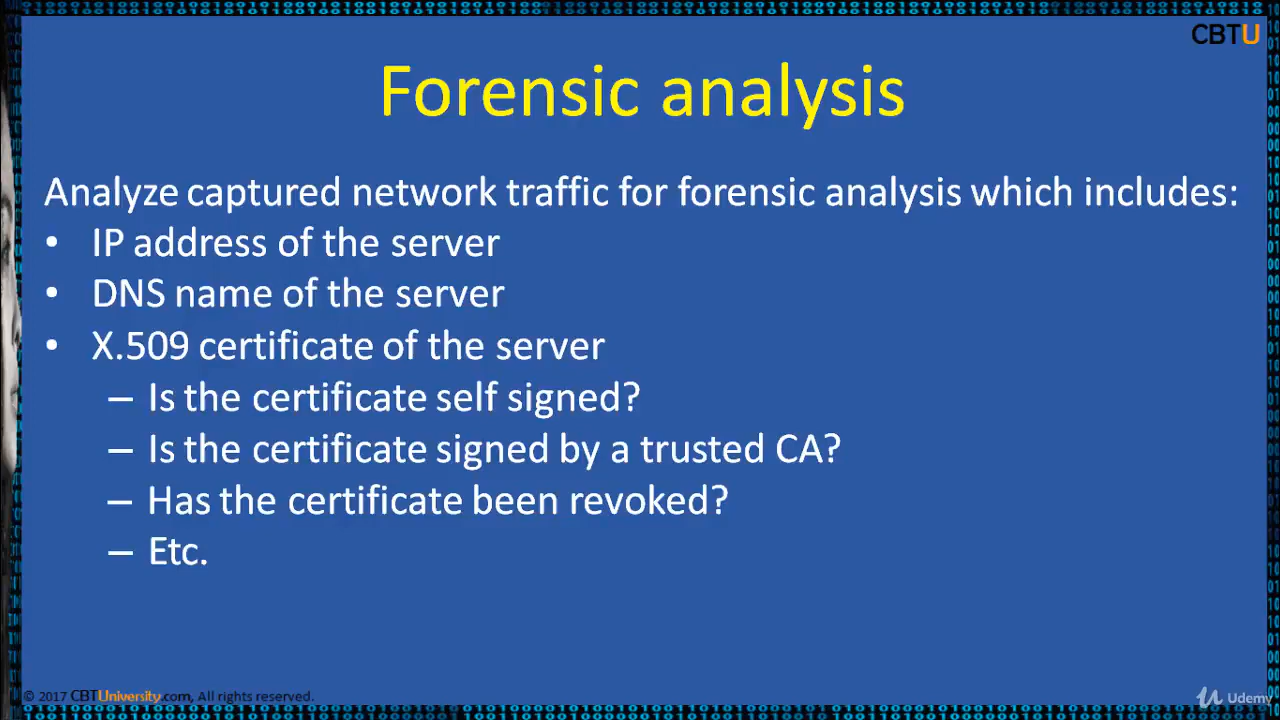 CBTU
Forensic analysis
Analyze captured network traffic for forensic analysis which includes:
• IP address of the server
• DNS name of the server
• X.509 certificate of the server
– Is the certificate self signed?
– Is the certificate signed by a trusted CA?
– Has the certificate been revoked?
– Etc.
© 2017 CBTUniversity.com, All rights reserved.
Udemy